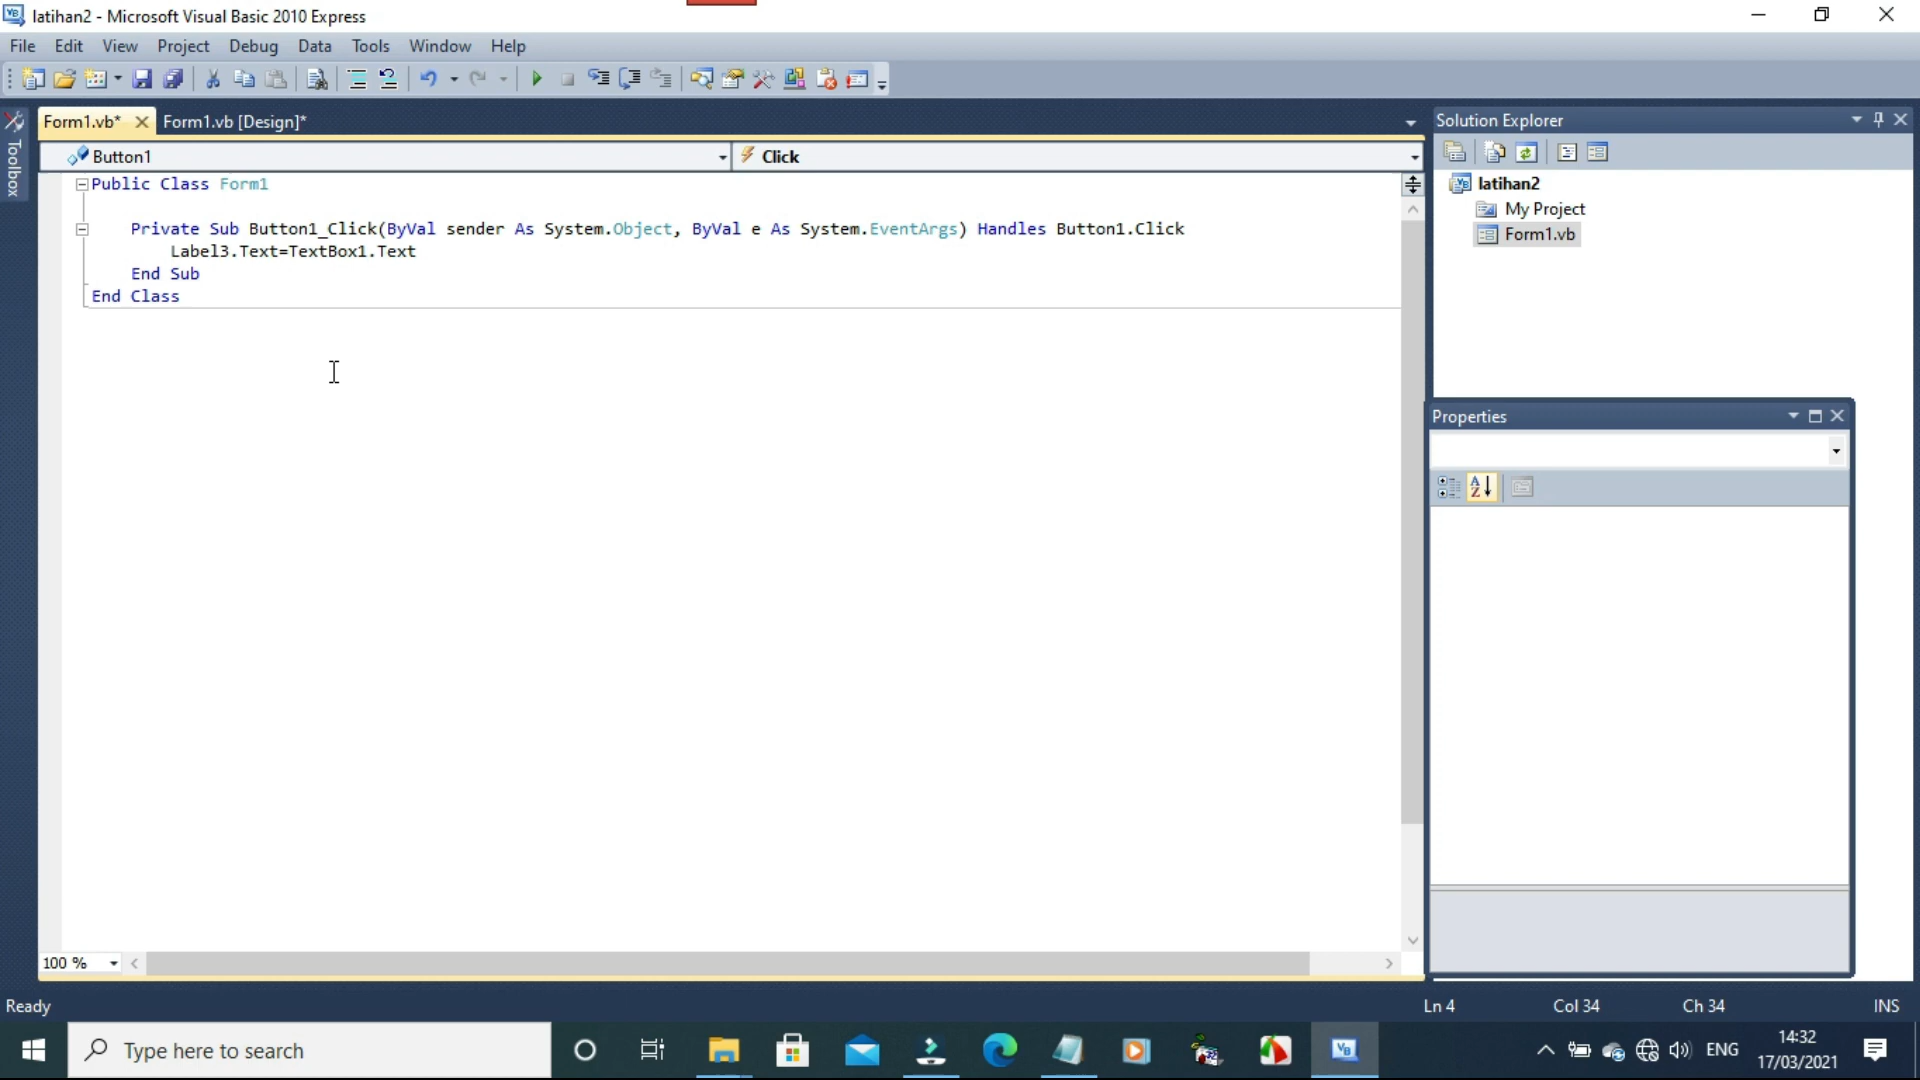 latihan2 - Microsoft Visual Basic 2010 Express
File Edit View Project Debug Data Tools Window Help
Toolbox
Form1.vb* Form1.vb [Design]*
Button1 Click
Public Class Form1
Private Sub Button1_Click(ByVal sender As System.Object, ByVal e As System.EventArgs) Handles Button1.Click
Label3.Text=TextBox1.Text
End Sub
End Class
100 %
Solution Explorer
latihan2
My Project
Form1.vb
Properties
Ready Ln 4 Col 34 Ch 34 INS
Type here to search
ENG
14:32
17/03/2021